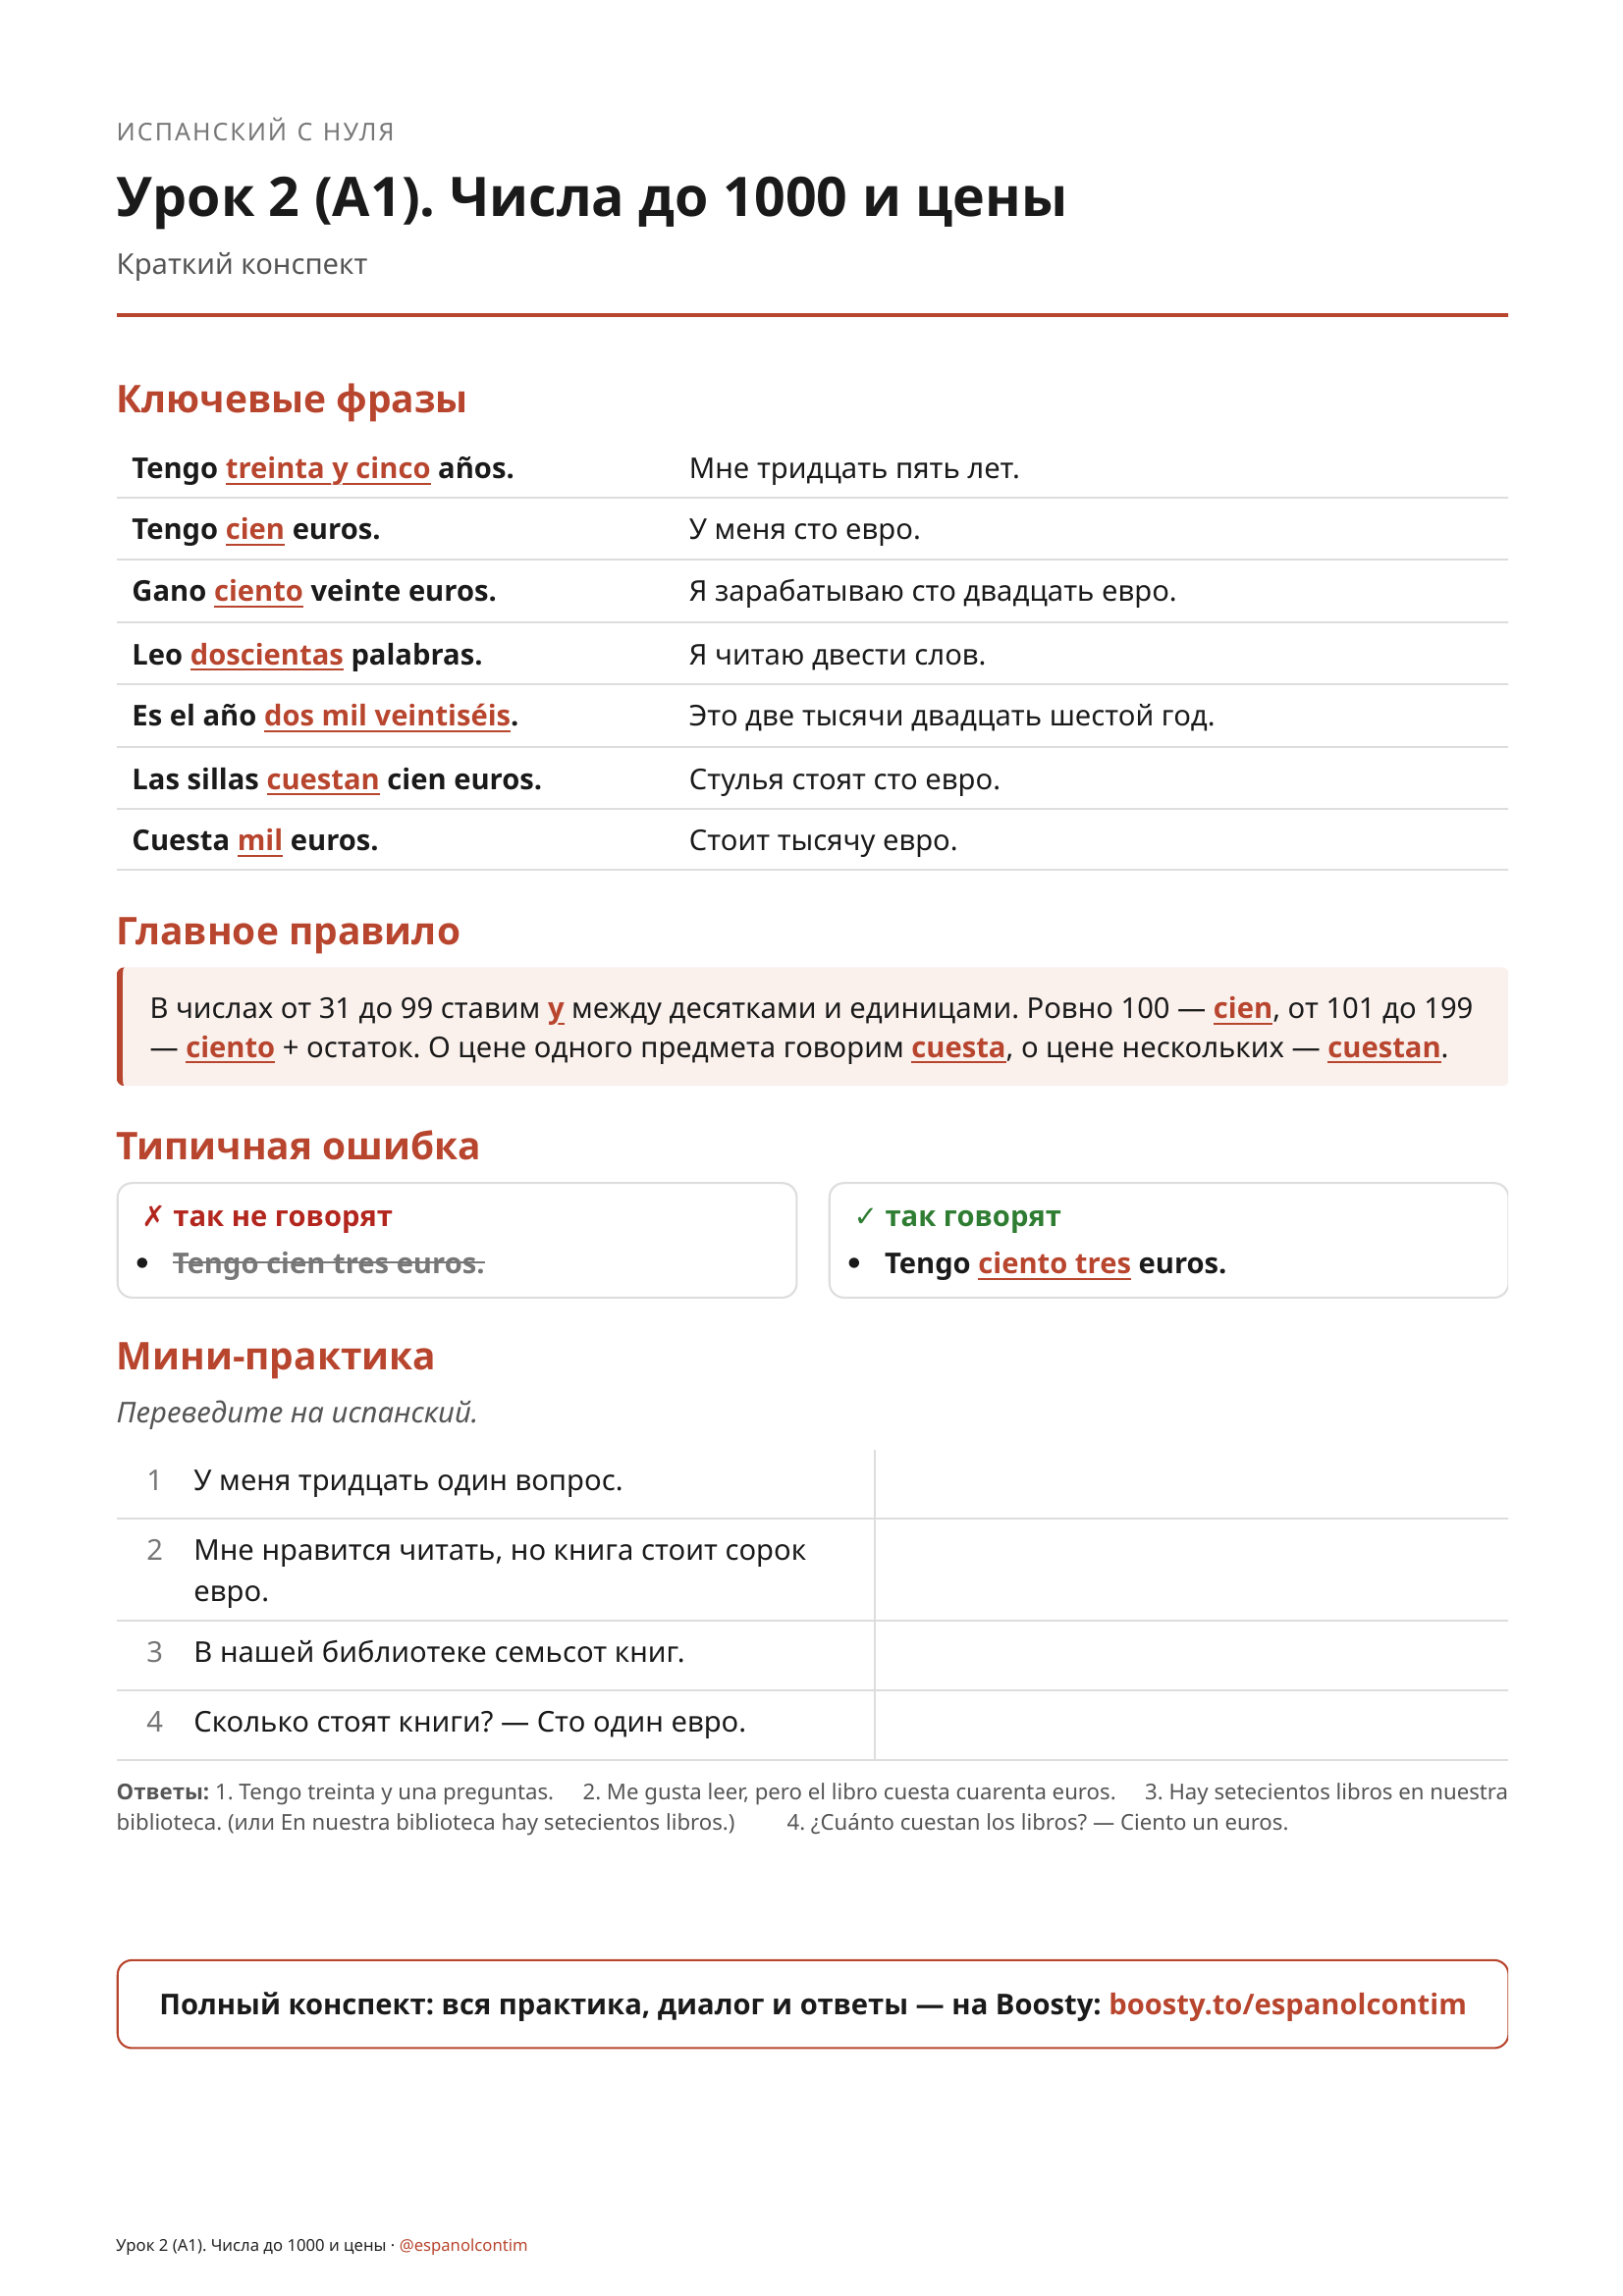 ИСПАНСКИЙ С НУЛЯ
Урок 2 (A1). Числа до 1000 и цены
Краткий конспект
Ключевые фразы
Tengo treinta y cinco años. Мне тридцать пять лет.
Tengo cien euros. У меня сто евро.
Gano ciento veinte euros. Я зарабатываю сто двадцать евро.
Leo doscientas palabras. Я читаю двести слов.
Es el año dos mil veintiséis. Это две тысячи двадцать шестой год.
Las sillas cuestan cien euros. Стулья стоят сто евро.
Cuesta mil euros. Стоит тысячу евро.
Главное правило
В числах от 31 до 99 ставим y между десятками и единицами. Ровно 100 — cien, от 101 до 199
— ciento + остаток. О цене одного предмета говорим cuesta, о цене нескольких — cuestan.
Типичная ошибка
✗ так не говорят
• Tengo cien tres euros.
✓ так говорят
• Tengo ciento tres euros.
Мини-практика
Переведите на испанский.
1 У меня тридцать один вопрос.
2 Мне нравится читать, но книга стоит сорок
евро.
3 В нашей библиотеке семьсот книг.
4 Сколько стоят книги? — Сто один евро.
Ответы: 1. Tengo treinta y una preguntas. 2. Me gusta leer, pero el libro cuesta cuarenta euros. 3. Hay setecientos libros en nuestra
biblioteca. (или En nuestra biblioteca hay setecientos libros.) 4. ¿Cuánto cuestan los libros? — Ciento un euros.
Полный конспект: вся практика, диалог и ответы — на Boosty: boosty.to/espanolcontim
Урок 2 (A1). Числа до 1000 и цены · @espanolcontim